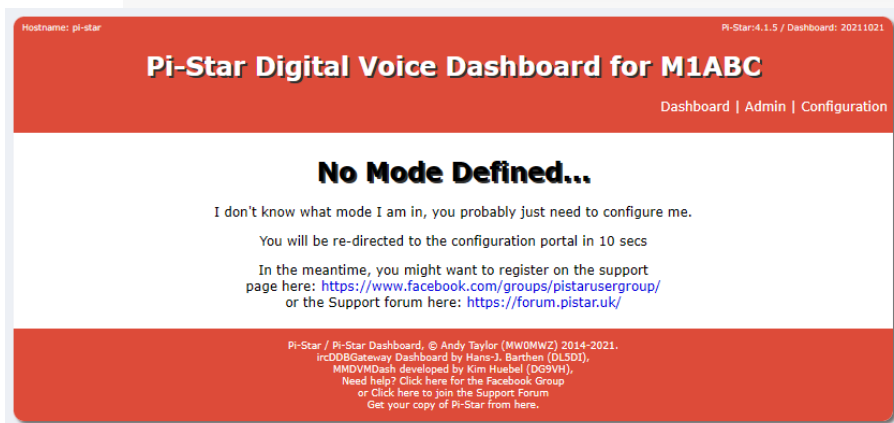 Hostname: pi-star
Pi-Star:4.1.5 / Dashboard: 20211021
Pi-Star Digital Voice Dashboard for M1ABC
Dashboard | Admin | Configuration
No Mode Defined...
I don't know what mode I am in, you probably just need to configure me.
You will be re-directed to the configuration portal in 10 secs
In the meantime, you might want to register on the support
page here: https://www.facebook.com/groups/pistarusergroup/
or the Support forum here: https://forum.pistar.uk/
Pi-Star / Pi-Star Dashboard, © Andy Taylor (MW0MWZ) 2014-2021.
ircDDBGateway Dashboard by Hans-J. Barthen (DL5DI),
MMDVMDash developed by Kim Huebel (DG9VH),
Need help? Click here for the Facebook Group
or Click here to join the Support Forum
Get your copy of Pi-Star from here.